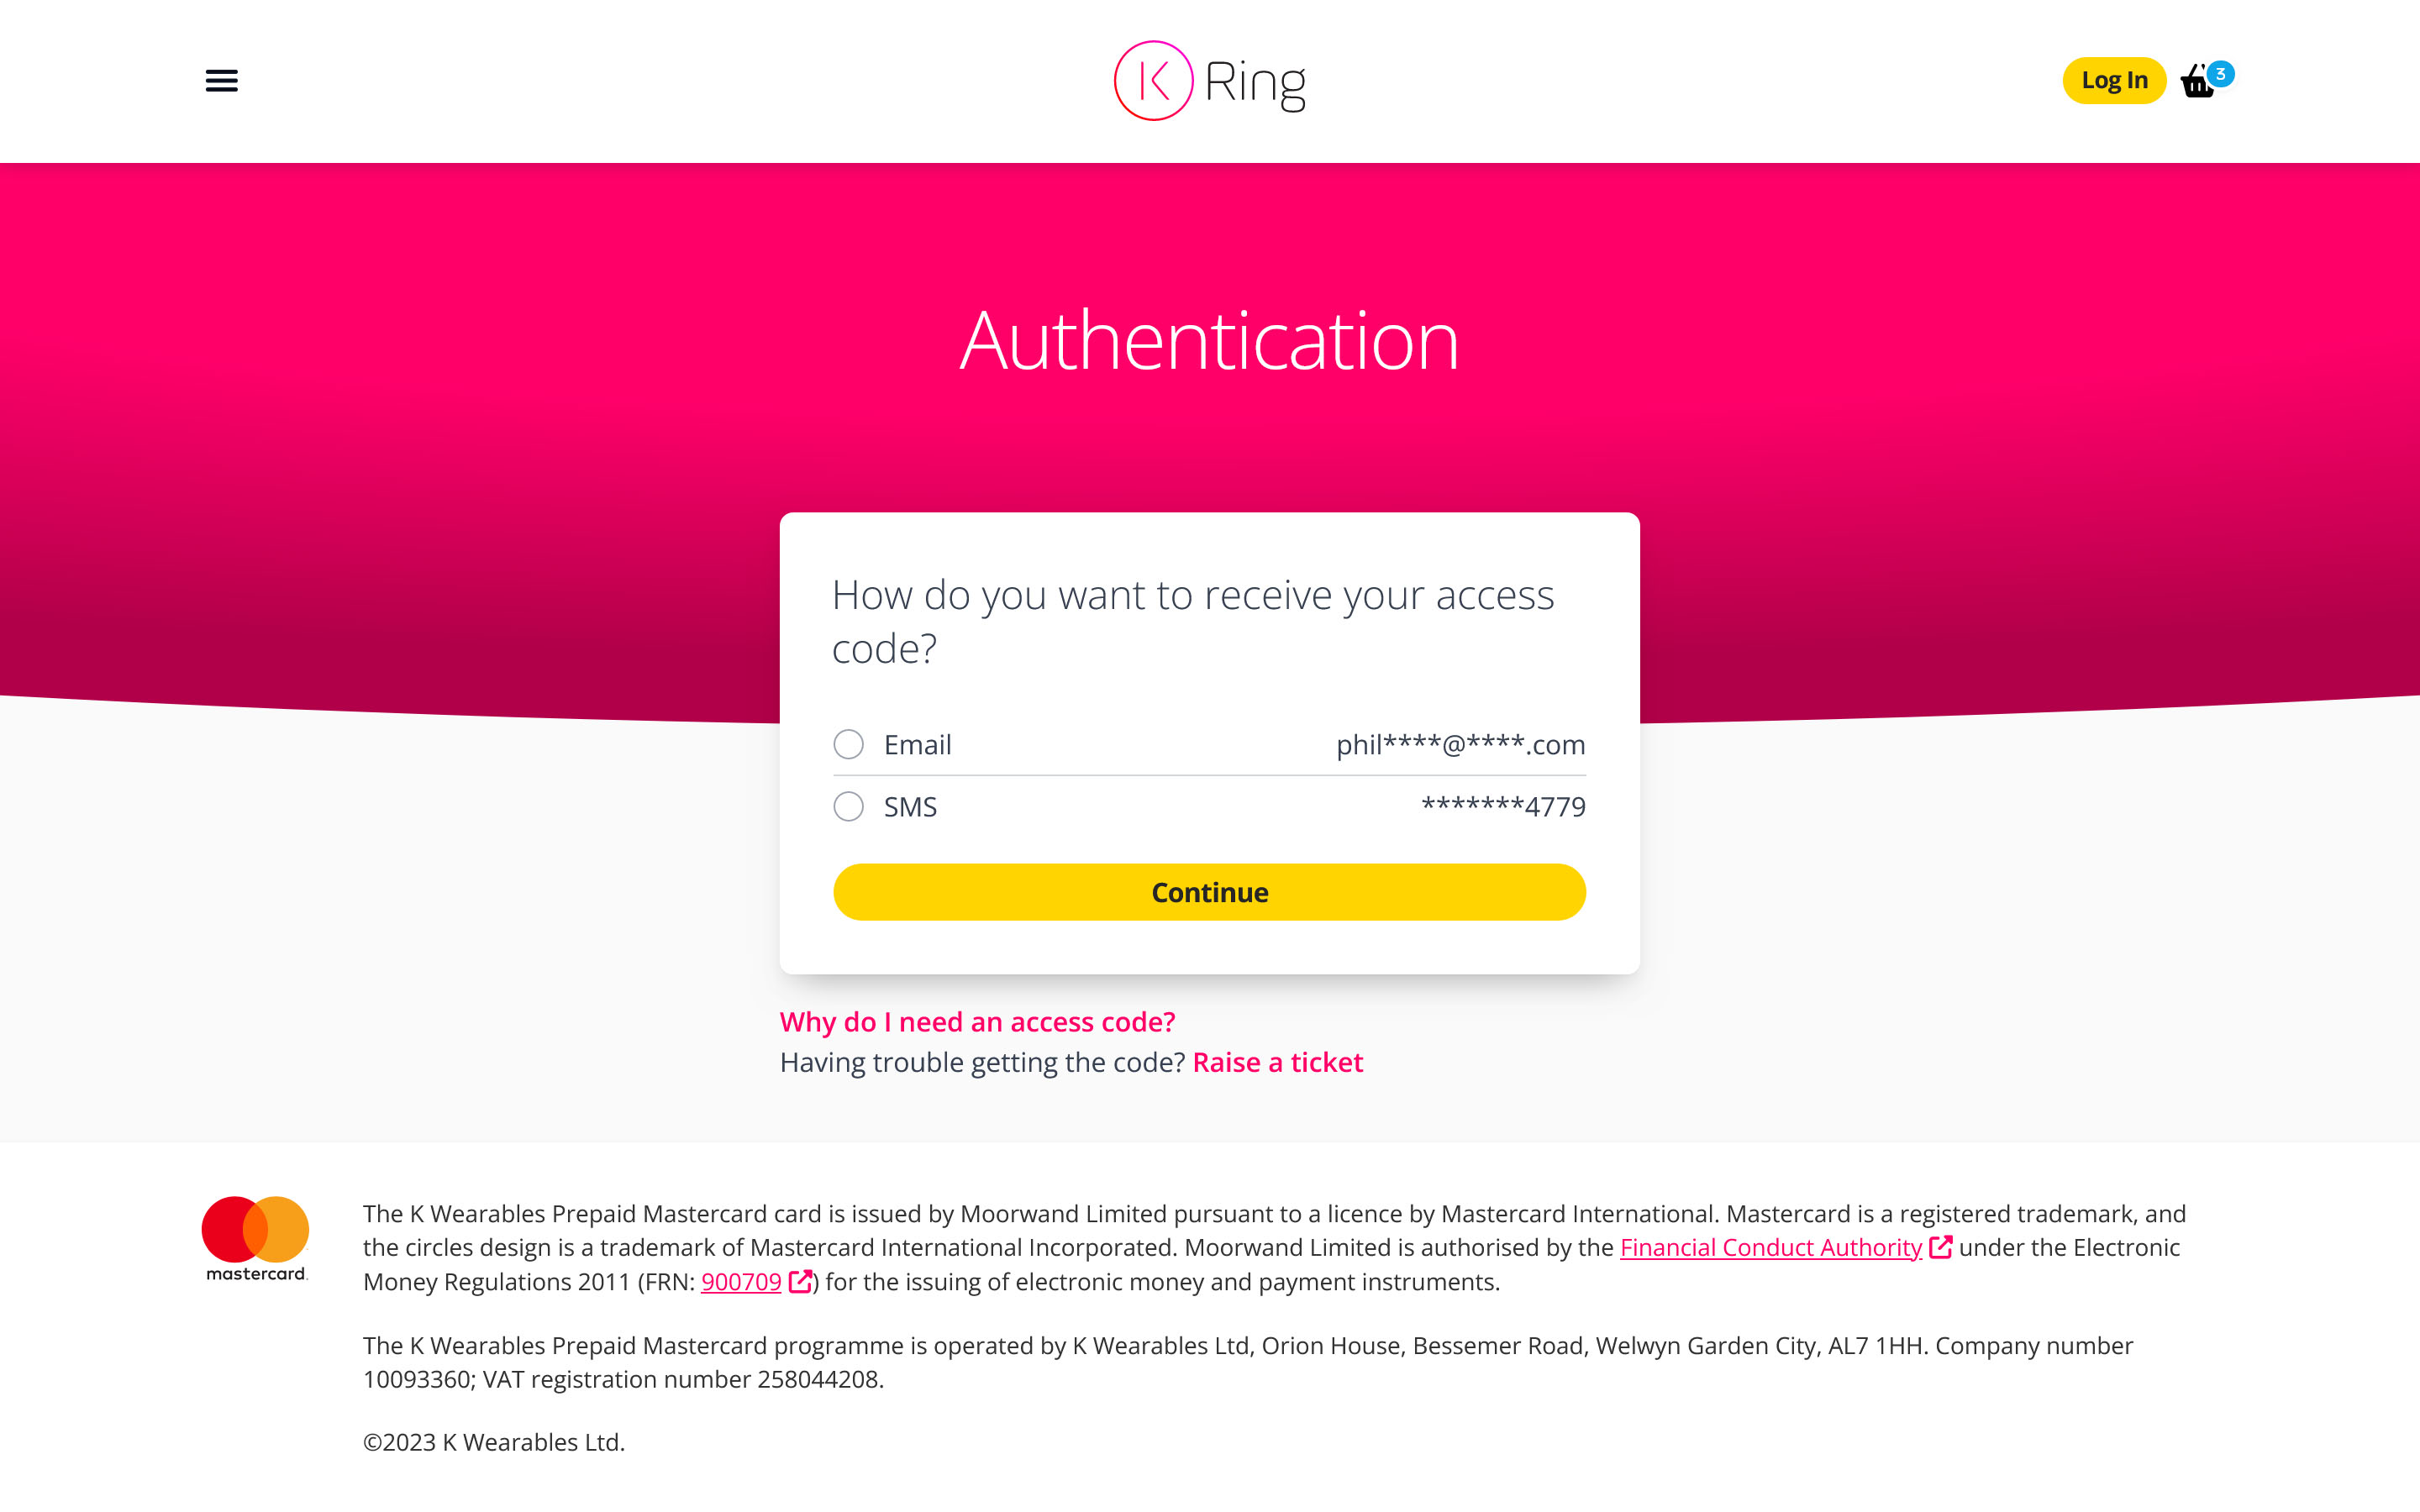 K Ring
Log In
3
Authentication
How do you want to receive your access
code?
Email phil****@****.com
SMS *******4779
Continue
Why do I need an access code?
Having trouble getting the code? Raise a ticket
mastercard.
The K Wearables Prepaid Mastercard card is issued by Moorwand Limited pursuant to a licence by Mastercard International. Mastercard is a registered trademark, and
the circles design is a trademark of Mastercard International Incorporated. Moorwand Limited is authorised by the Financial Conduct Authority under the Electronic
Money Regulations 2011 (FRN: 900709 ) for the issuing of electronic money and payment instruments.
The K Wearables Prepaid Mastercard programme is operated by K Wearables Ltd, Orion House, Bessemer Road, Welwyn Garden City, AL7 1HH. Company number
10093360; VAT registration number 258044208.
©2023 K Wearables Ltd.